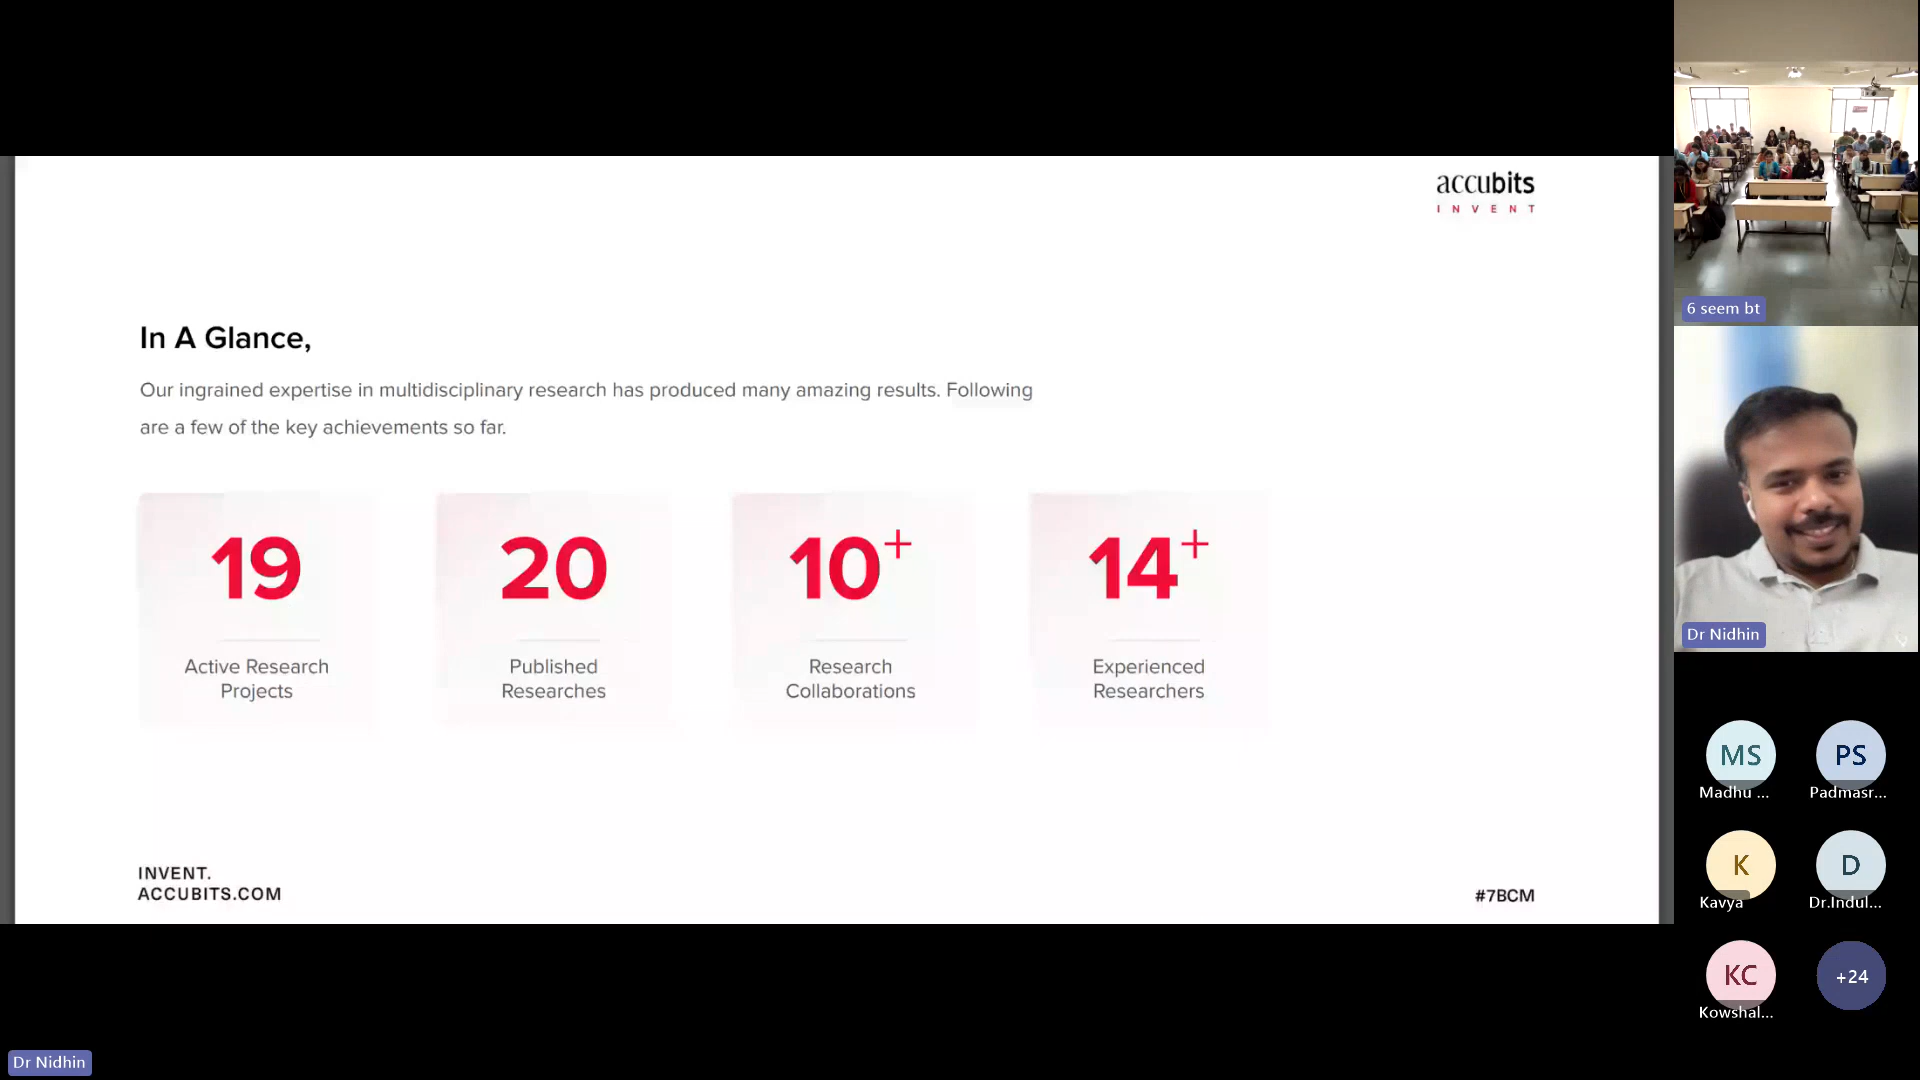 accubits
INVENT
In A Glance,
Our ingrained expertise in multidisciplinary research has produced many amazing results. Following
are a few of the key achievements so far.
19
Active Research
Projects
20
Published
Researches
10+
Research
Collaborations
14+
Experienced
Researchers
INVENT.
ACCUBITS.COM
#7BCM
Dr Nidhin
6 seem bt
Dr Nidhin
MS
Madhu ...
PS
Padmasr...
K
Kavya
D
Dr.Indul...
KC
Kowshal...
+24